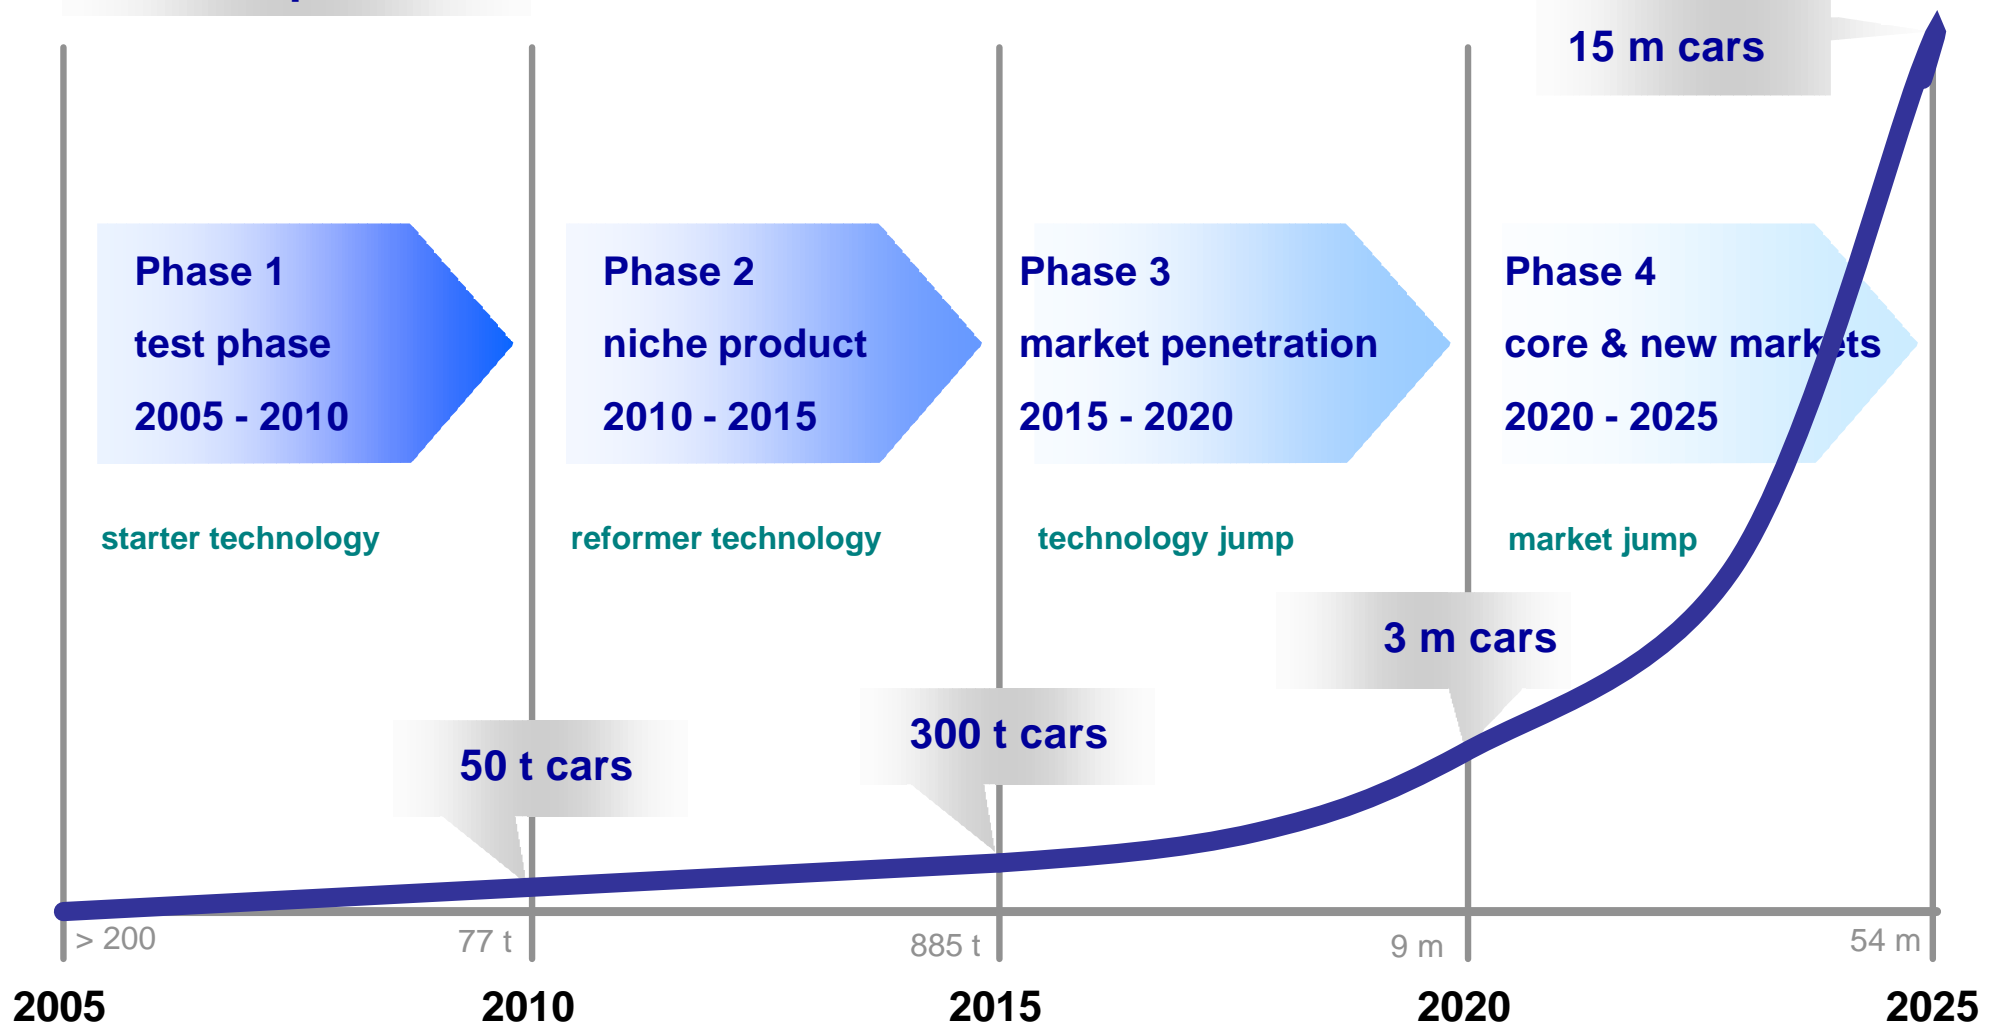 15 m cars
Phase 1
test phase
2005 - 2010
Phase 2
niche product
2010 - 2015
Phase 3
market penetration
2015 - 2020
Phase 4
core & new markets
2020 - 2025
starter technology
reformer technology
technology jump
market jump
3 m cars
300 t cars
50 t cars
> 200
77 t
885 t
9 m
54 m
2005
2010
2015
2020
2025